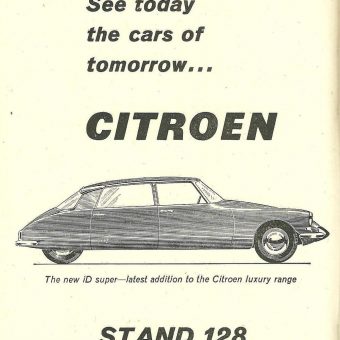 See today
the cars of
tomorrow...
CITROEN
The new iD super—latest addition to the Citroen luxury range
STAND 128